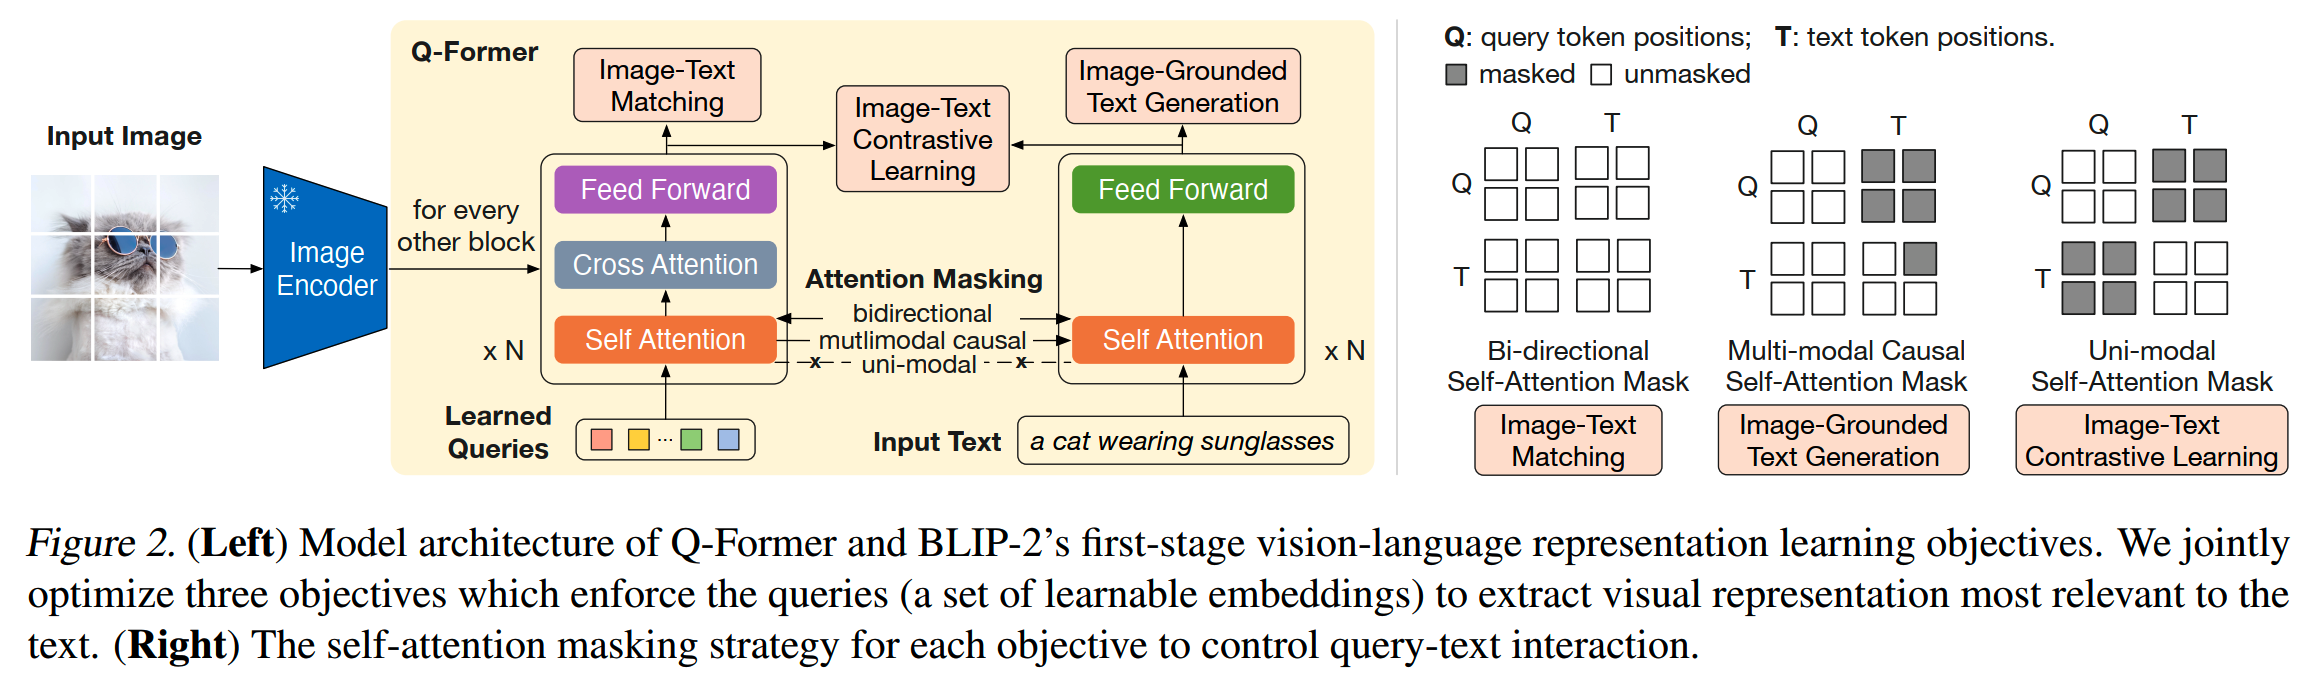 Q-Former
Input Image
Image
Encoder
for every
other block
Image-Text
Matching
Image-Text
Contrastive
Learning
Image-Grounded
Text Generation
Feed Forward
Cross Attention
Self Attention
x N
Feed Forward
Self Attention
x N
Attention Masking
bidirectional
mutlimodal causal
x uni-modal x
Learned
Queries
...
Input Text
a cat wearing sunglasses
Q: query token positions; T: text token positions.
masked unmasked
Q T
Q
T
Bi-directional
Self-Attention Mask
Image-Text
Matching
Q T
Q
T
Multi-modal Causal
Self-Attention Mask
Image-Grounded
Text Generation
Q T
Q
T
Uni-modal
Self-Attention Mask
Image-Text
Contrastive Learning
Figure 2. (Left) Model architecture of Q-Former and BLIP-2’s first-stage vision-language representation learning objectives. We jointly
optimize three objectives which enforce the queries (a set of learnable embeddings) to extract visual representation most relevant to the
text. (Right) The self-attention masking strategy for each objective to control query-text interaction.